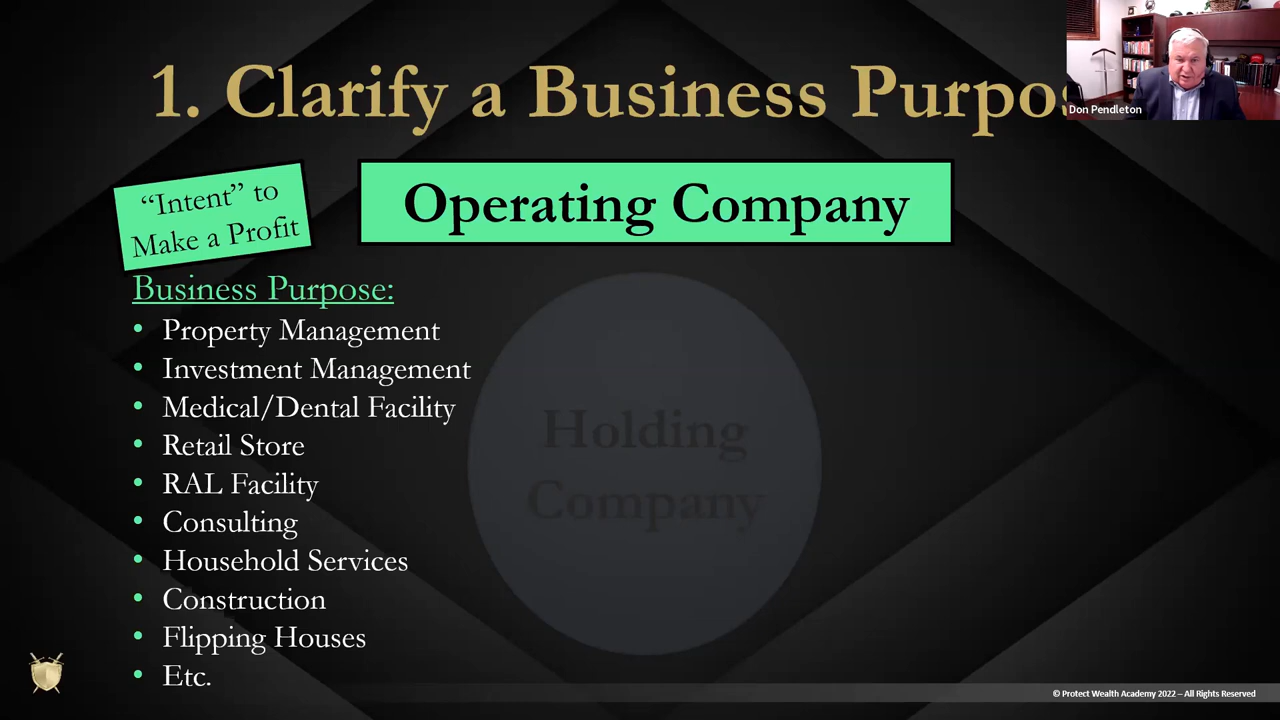 1. Clarify a Business Purpos
Don Pendleton
“Intent” to
Make a Profit
Operating Company
Business Purpose:
• Property Management
• Investment Management
• Medical/Dental Facility
• Retail Store
• RAL Facility
• Consulting
• Household Services
• Construction
• Flipping Houses
• Etc.
Holding
Company
© Protect Wealth Academy 2022 – All Rights Reserved